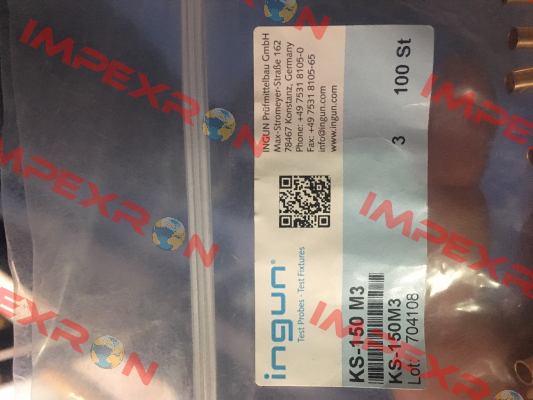 INGUN Prüfmittelbau GmbH
Max-Stromeyer-Straße 162
78467 Konstanz, Germany
Phone: +49 7531 8105-0
Fax: +49 7531 8105-65
info@ingun.com
www.ingun.com
3 100 St
ingun®
Test Probes · Test Fixtures
KS-150 M3
KS-150M3
Lot: 704108
IMPEXRON
IMPEXRON
IMPEXRON
IMPEXRON
IMPEXRON
IMPEXRON